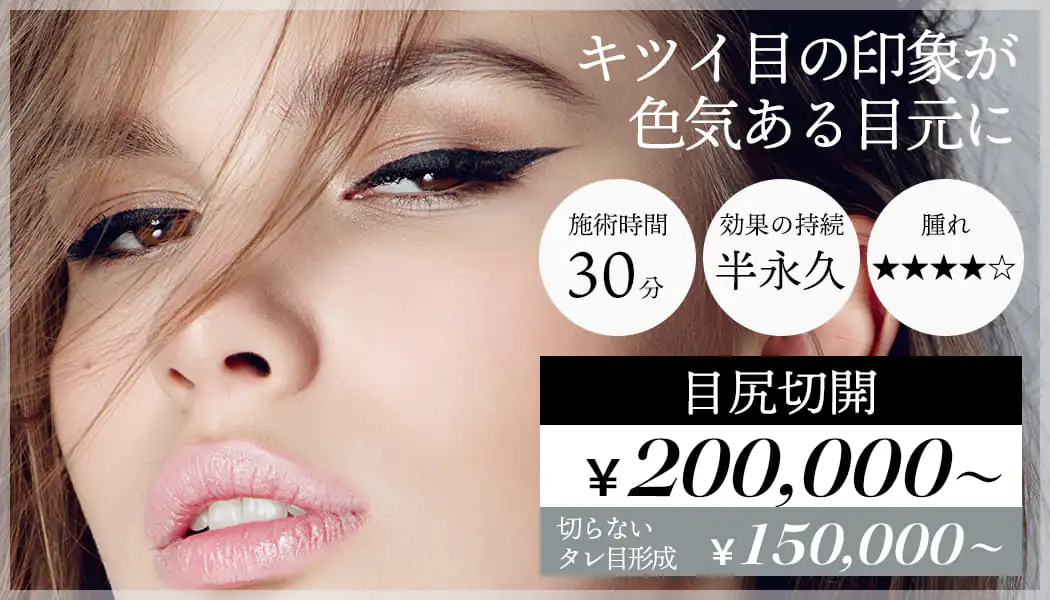 キツイ目の印象が
色気ある目元に
施術時間
30分
効果の持続
半永久
腫れ
★★★★☆
目尻切開
¥200,000~
切らない
タレ目形成
¥150,000~